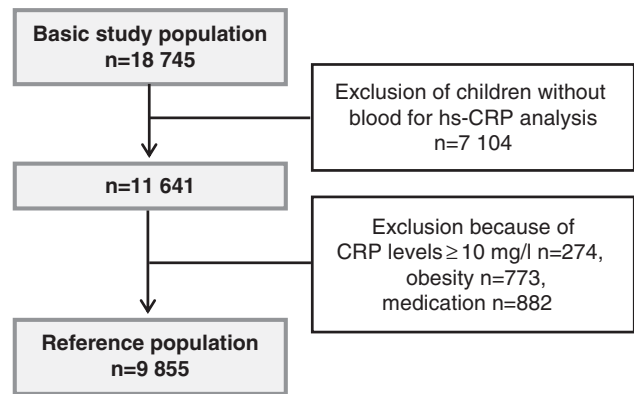 Basic study population
n=18 745
Exclusion of children without
blood for hs-CRP analysis
n=7 104
n=11 641
Exclusion because of
CRP levels ≥ 10 mg/l n=274,
obesity n=773,
medication n=882
Reference population
n=9 855